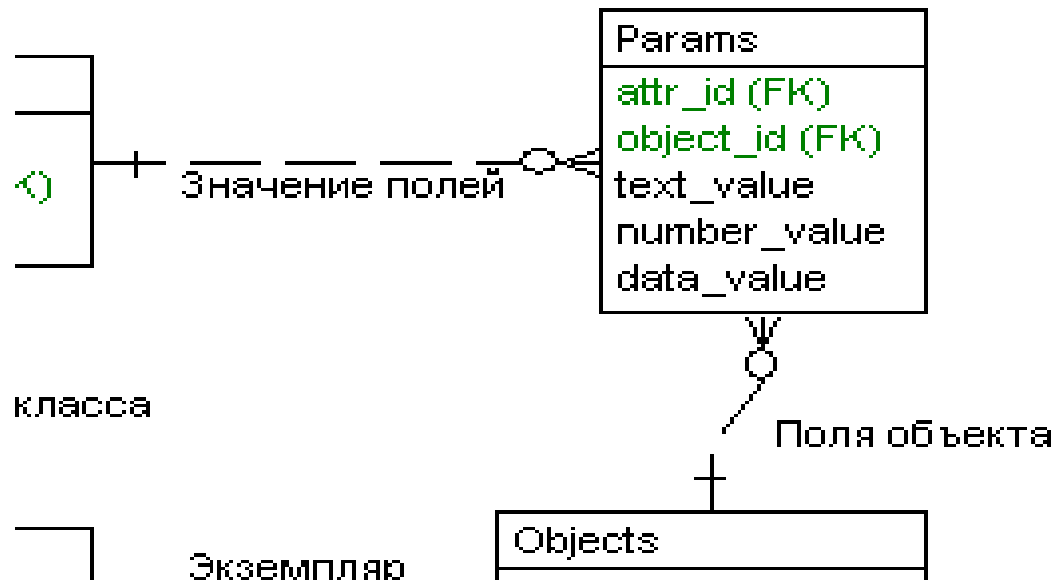 Params
attr_id (FK)
object_id (FK)
text_value
number_value
data_value
K)
Значение полей
класса
Поля объекта
Objects
Экземпляр